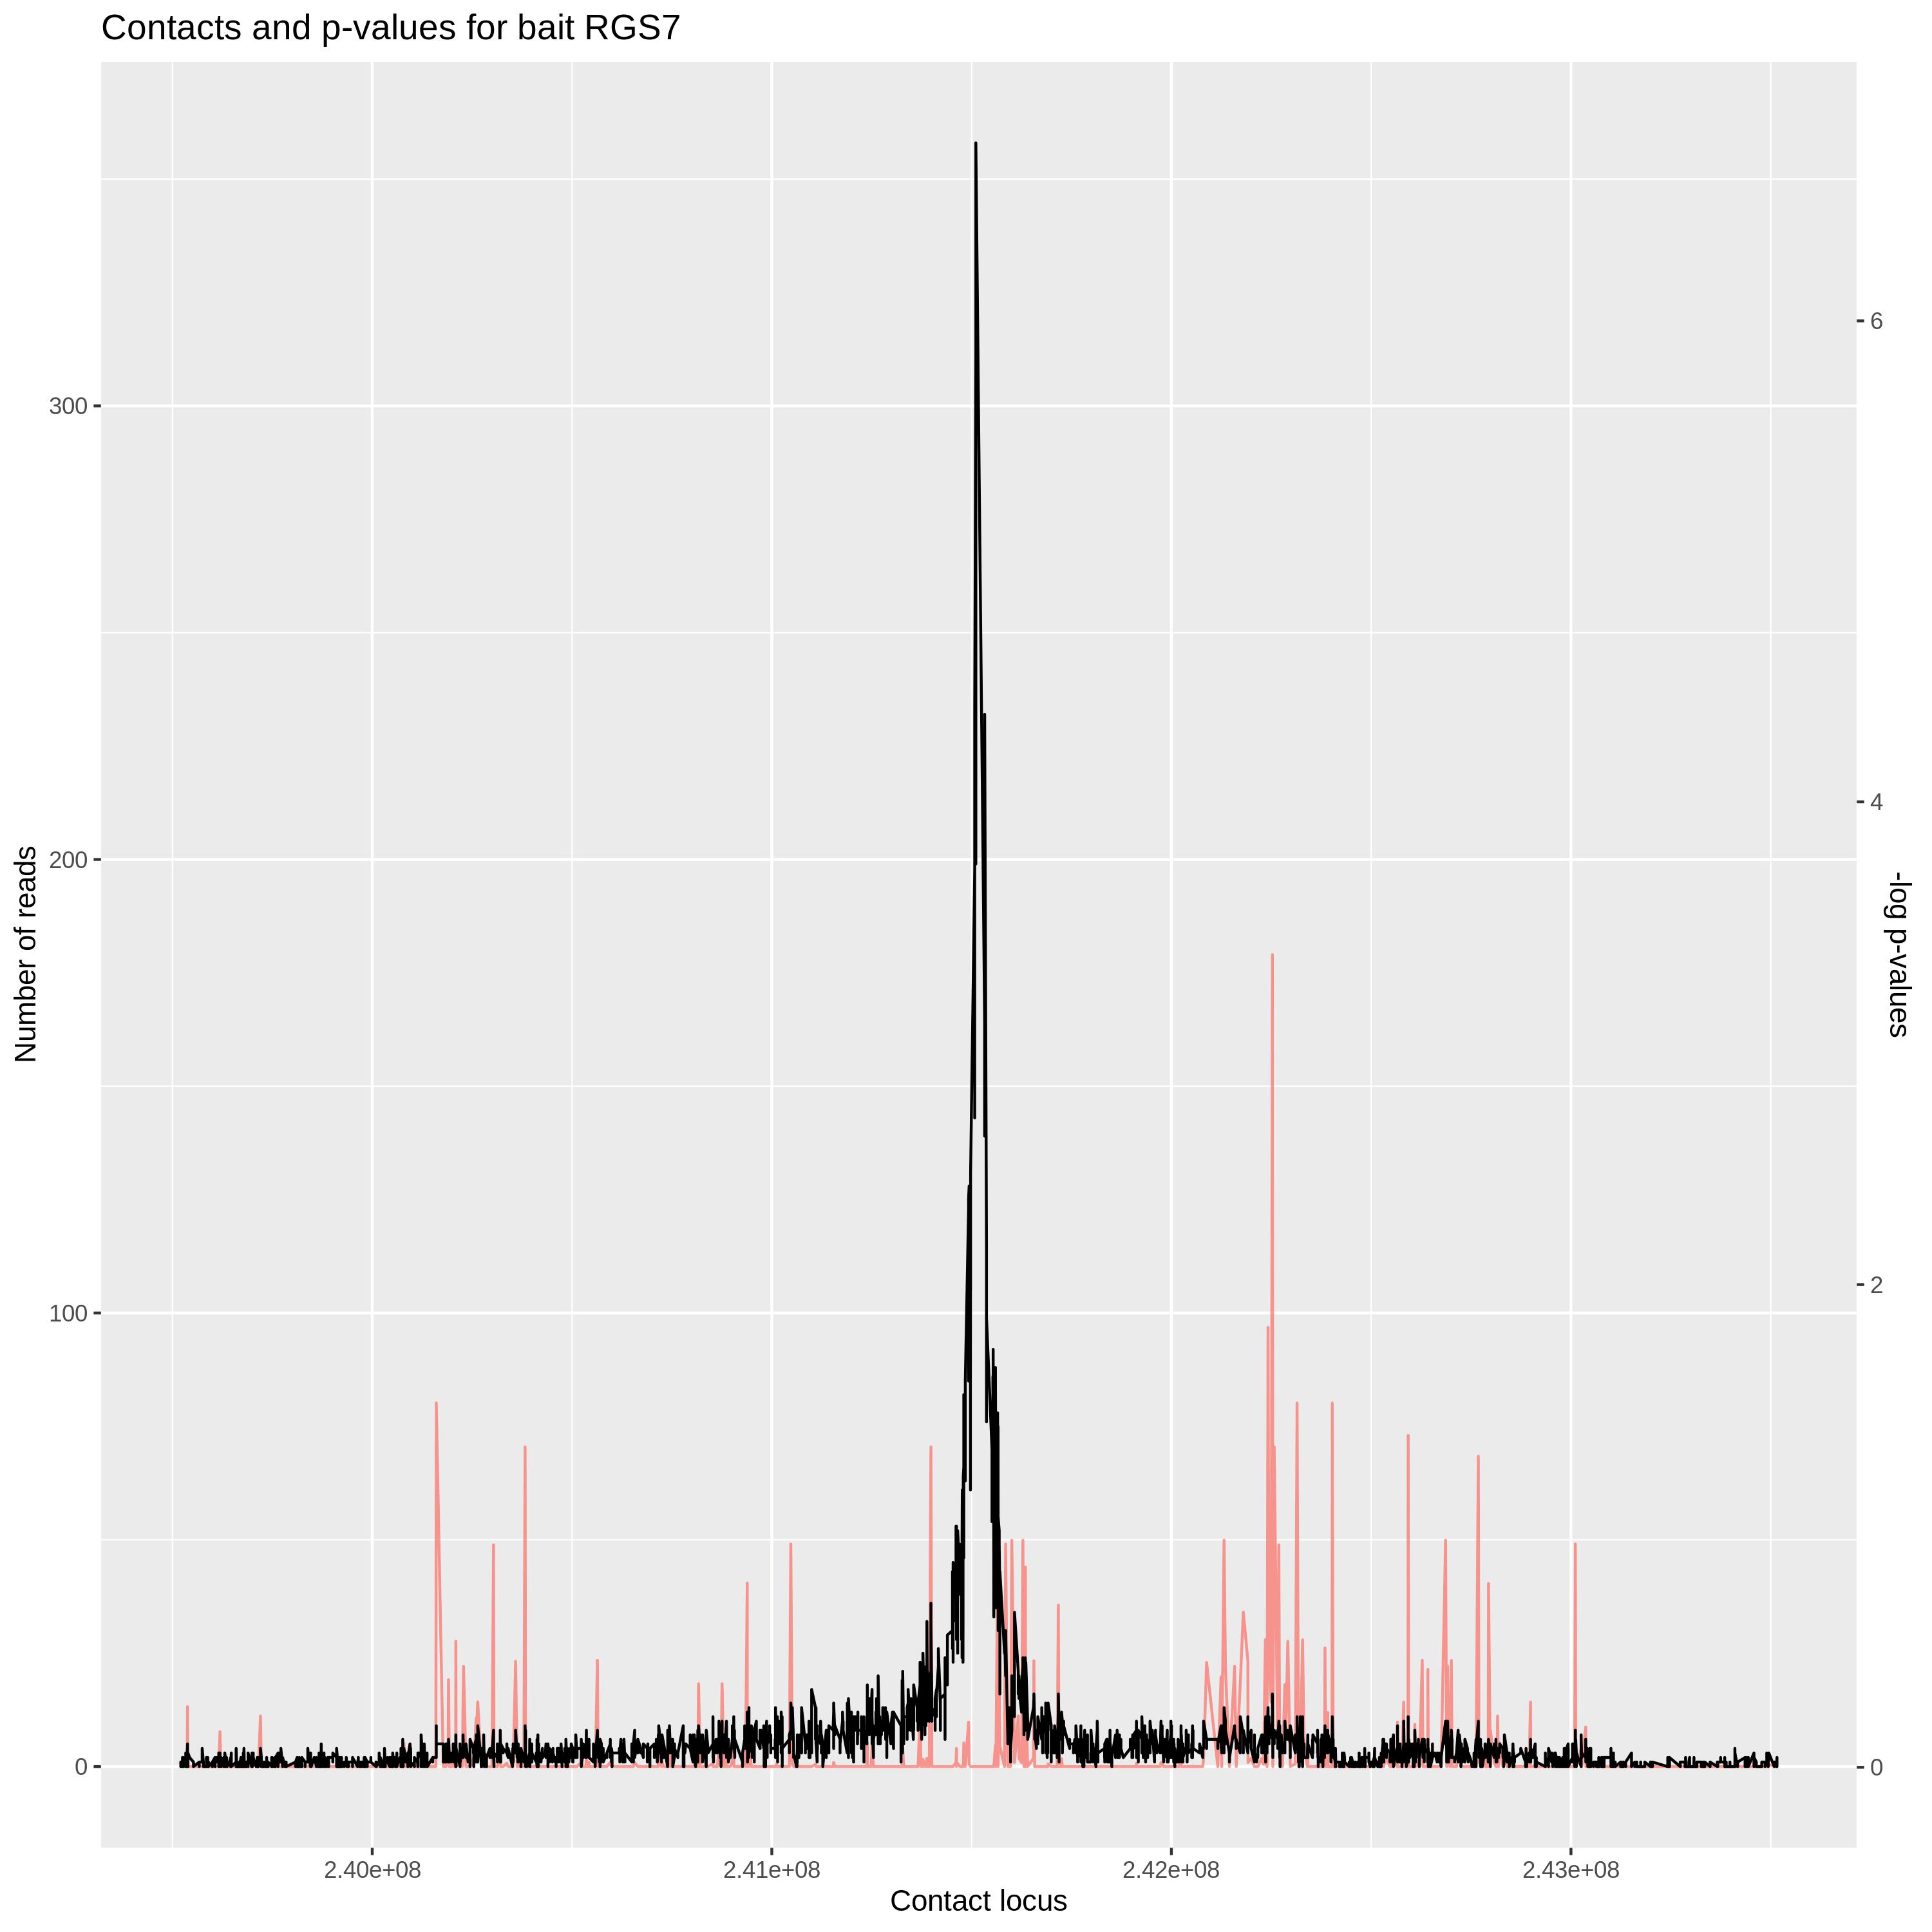 Contacts and p-values for bait RGS7
Number of reads
300
200
100
0
6
4
2
0
-log p-values
2.40e+08 2.41e+08 2.42e+08 2.43e+08
Contact locus